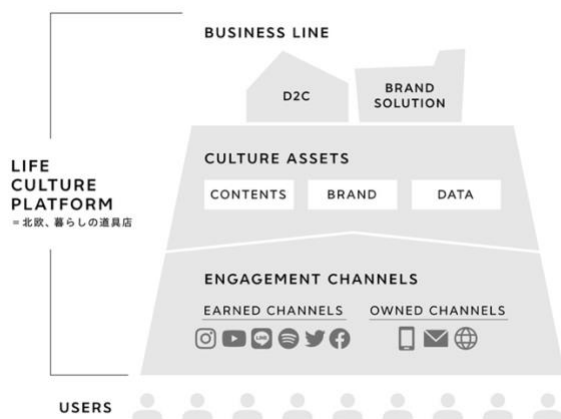 BUSINESS LINE
D2C
BRAND
SOLUTION
LIFE
CULTURE
PLATFORM
=北欧、暮らしの道具店
CULTURE ASSETS
CONTENTS
BRAND
DATA
ENGAGEMENT CHANNELS
EARNED CHANNELS
OWNED CHANNELS
LINE
USERS